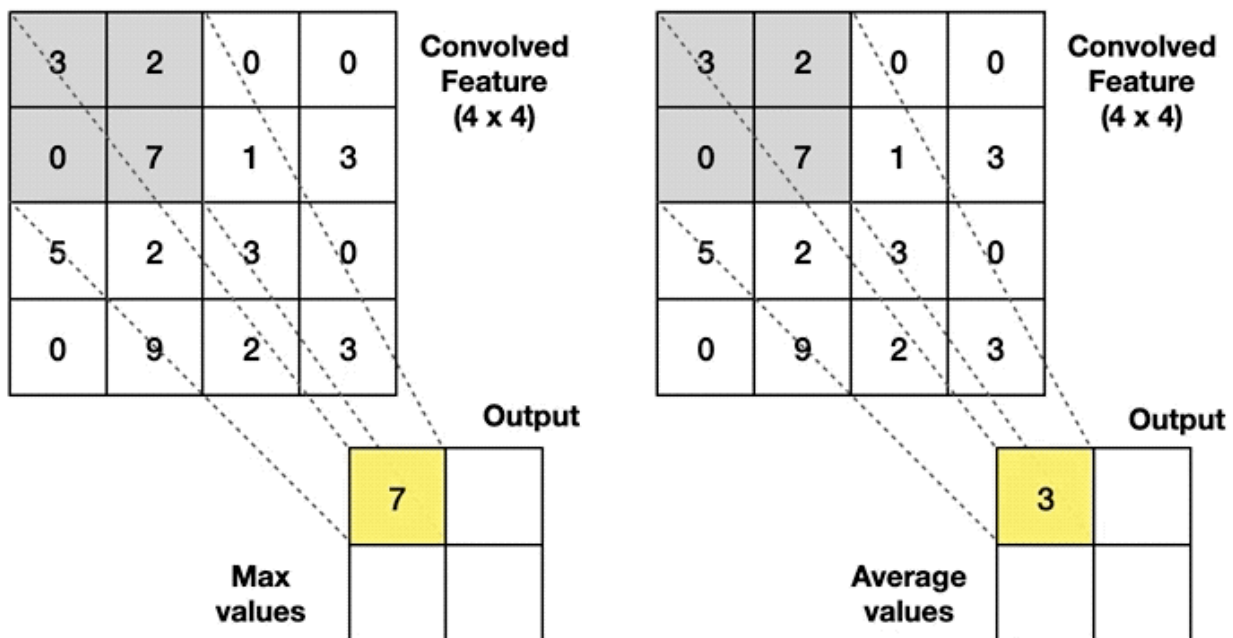 3 2 0 0
0 7 1 3
5 2 3 0
0 9 2 3
Convolved
Feature
(4 x 4)
Output
7
Max
values
3 2 0 0
0 7 1 3
5 2 3 0
0 9 2 3
Convolved
Feature
(4 x 4)
Output
3
Average
values